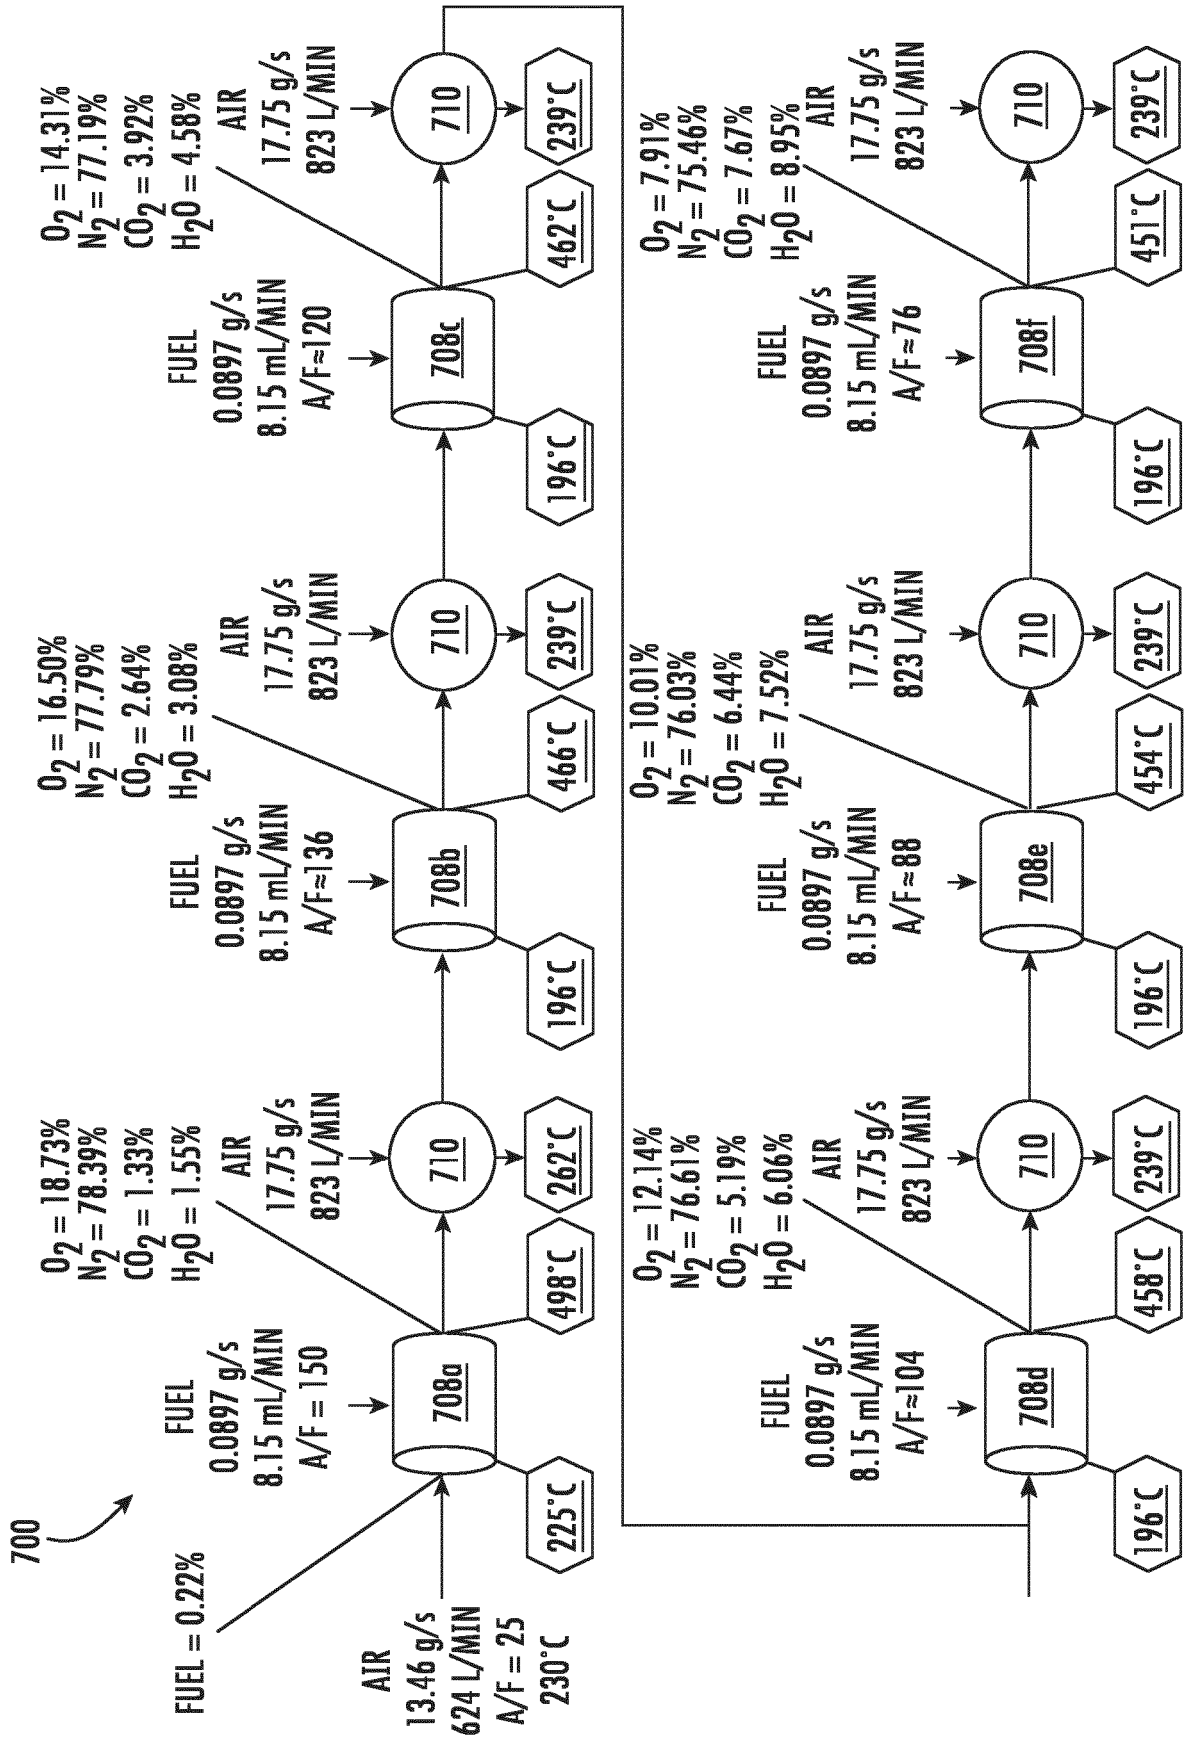 700
FUEL = 0.22%
AIR
13.46 g/s
624 L/MIN
A/F = 25
230°C
225°C
FUEL
0.0897 g/s
8.15 mL/MIN
A/F = 150
708a
O2 = 18.73%
N2 = 78.39%
CO2 = 1.33%
H2O = 1.55%
498°C
AIR
17.75 g/s
823 L/MIN
710
262°C
196°C
FUEL
0.0897 g/s
8.15 mL/MIN
A/F≈136
708b
O2 = 16.50%
N2 = 77.79%
CO2 = 2.64%
H2O = 3.08%
466°C
AIR
17.75 g/s
823 L/MIN
710
239°C
196°C
FUEL
0.0897 g/s
8.15 mL/MIN
A/F≈120
708c
O2 = 14.31%
N2 = 77.19%
CO2 = 3.92%
H2O = 4.58%
462°C
AIR
17.75 g/s
823 L/MIN
710
239°C
196°C
FUEL
0.0897 g/s
8.15 mL/MIN
A/F≈104
708d
O2 = 12.14%
N2 = 76.61%
CO2 = 5.19%
H2O = 6.06%
458°C
AIR
17.75 g/s
823 L/MIN
710
239°C
196°C
FUEL
0.0897 g/s
8.15 mL/MIN
A/F≈88
708e
O2 = 10.01%
N2 = 76.03%
CO2 = 6.44%
H2O = 7.52%
454°C
AIR
17.75 g/s
823 L/MIN
710
239°C
196°C
FUEL
0.0897 g/s
8.15 mL/MIN
A/F≈76
708f
O2 = 7.91%
N2 = 75.46%
CO2 = 7.67%
H2O = 8.95%
451°C
AIR
17.75 g/s
823 L/MIN
710
239°C